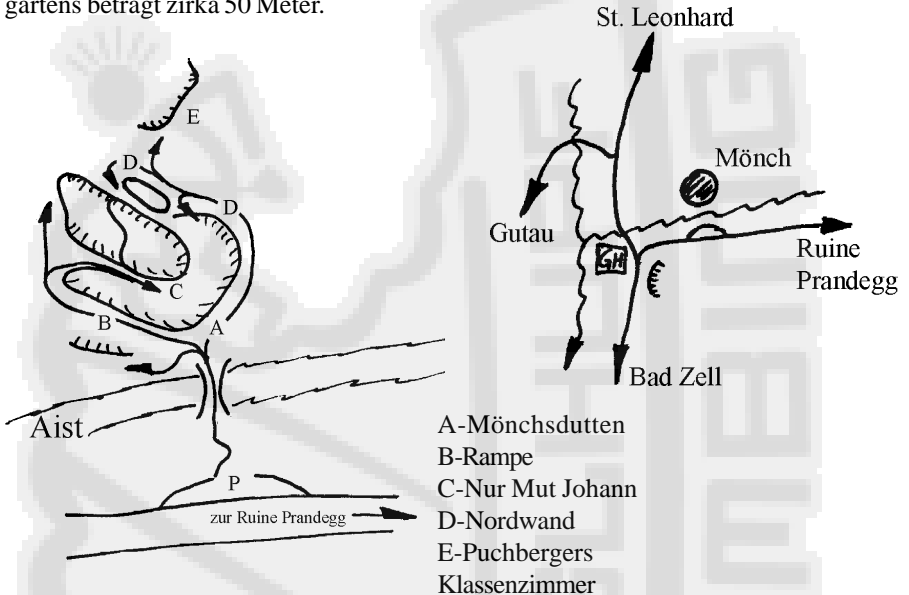 gartens beträgt zirka 50 Meter.
St. Leonhard
E
D
D
C
B
A
Aist
P
zur Ruine Prandegg
Mönch
Gutau
GH
Ruine
Prandegg
Bad Zell
A-Mönchsdutten
B-Rampe
C-Nur Mut Johann
D-Nordwand
E-Puchbergers
Klassenzimmer